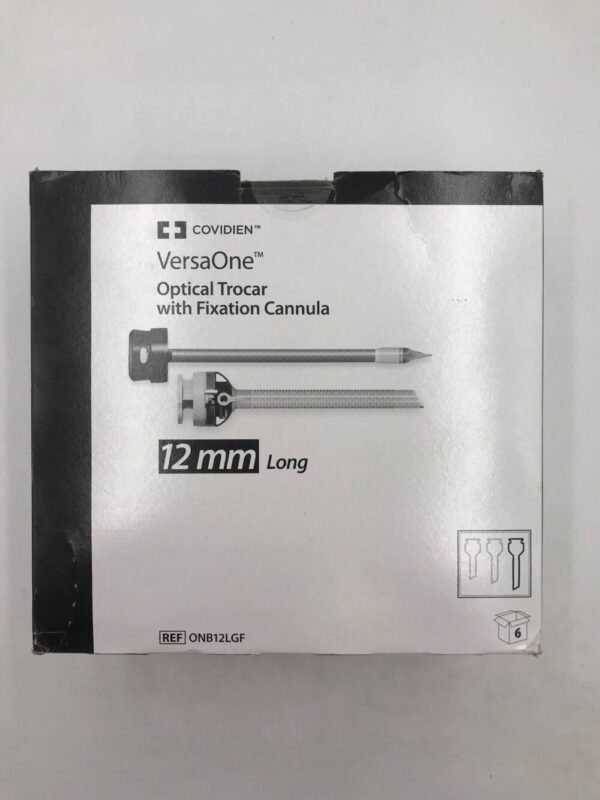 COVIDIEN™
VersaOne™
Optical Trocar
with Fixation Cannula
12 mm Long
REF ONB12LGF
6